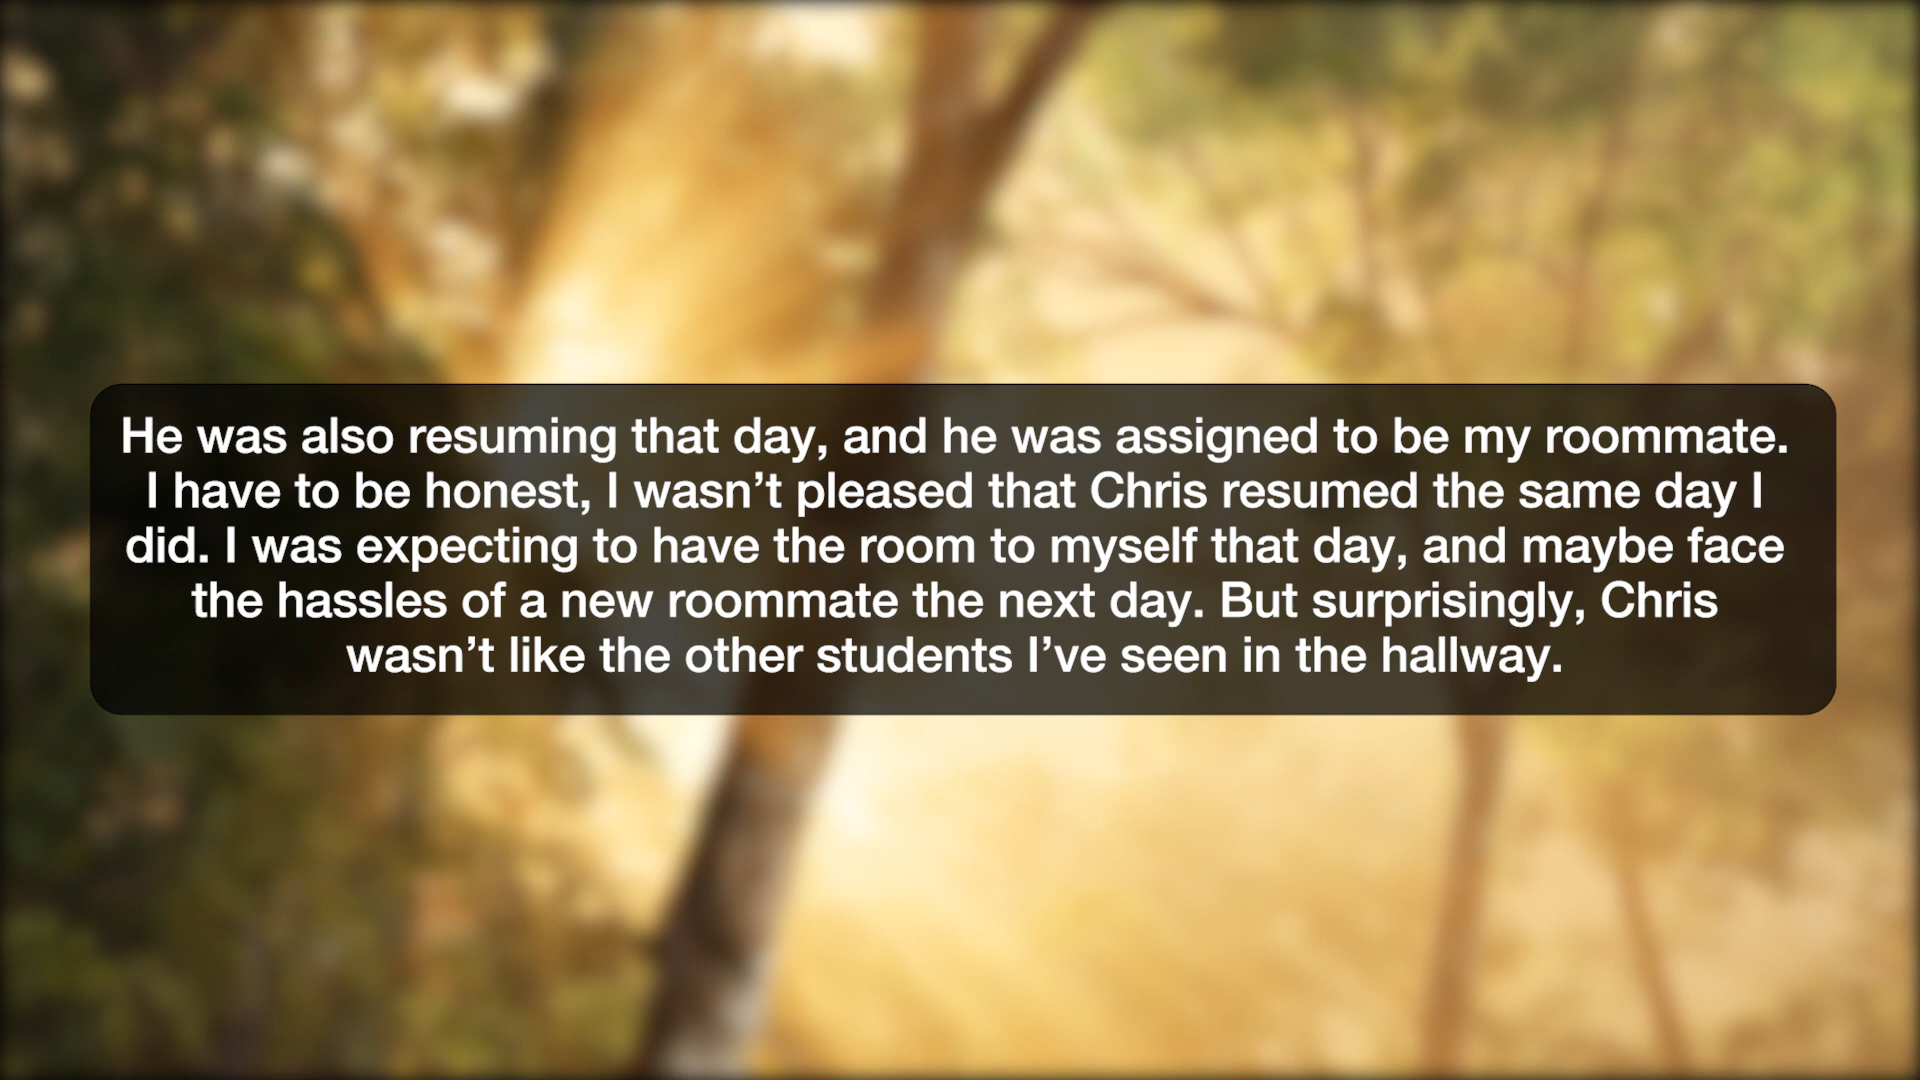 He was also resuming that day, and he was assigned to be my roommate.
I have to be honest, I wasn’t pleased that Chris resumed the same day I
did. I was expecting to have the room to myself that day, and maybe face
the hassles of a new roommate the next day. But surprisingly, Chris
wasn’t like the other students I’ve seen in the hallway.